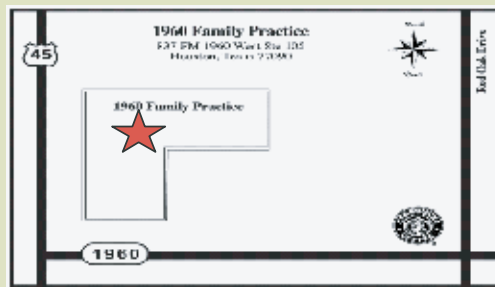 1960 Family Practice
837 FM 1960 West Ste 105
Houston, Texas 77090
45
Red Oak Drive
1960 Family Practice
1960